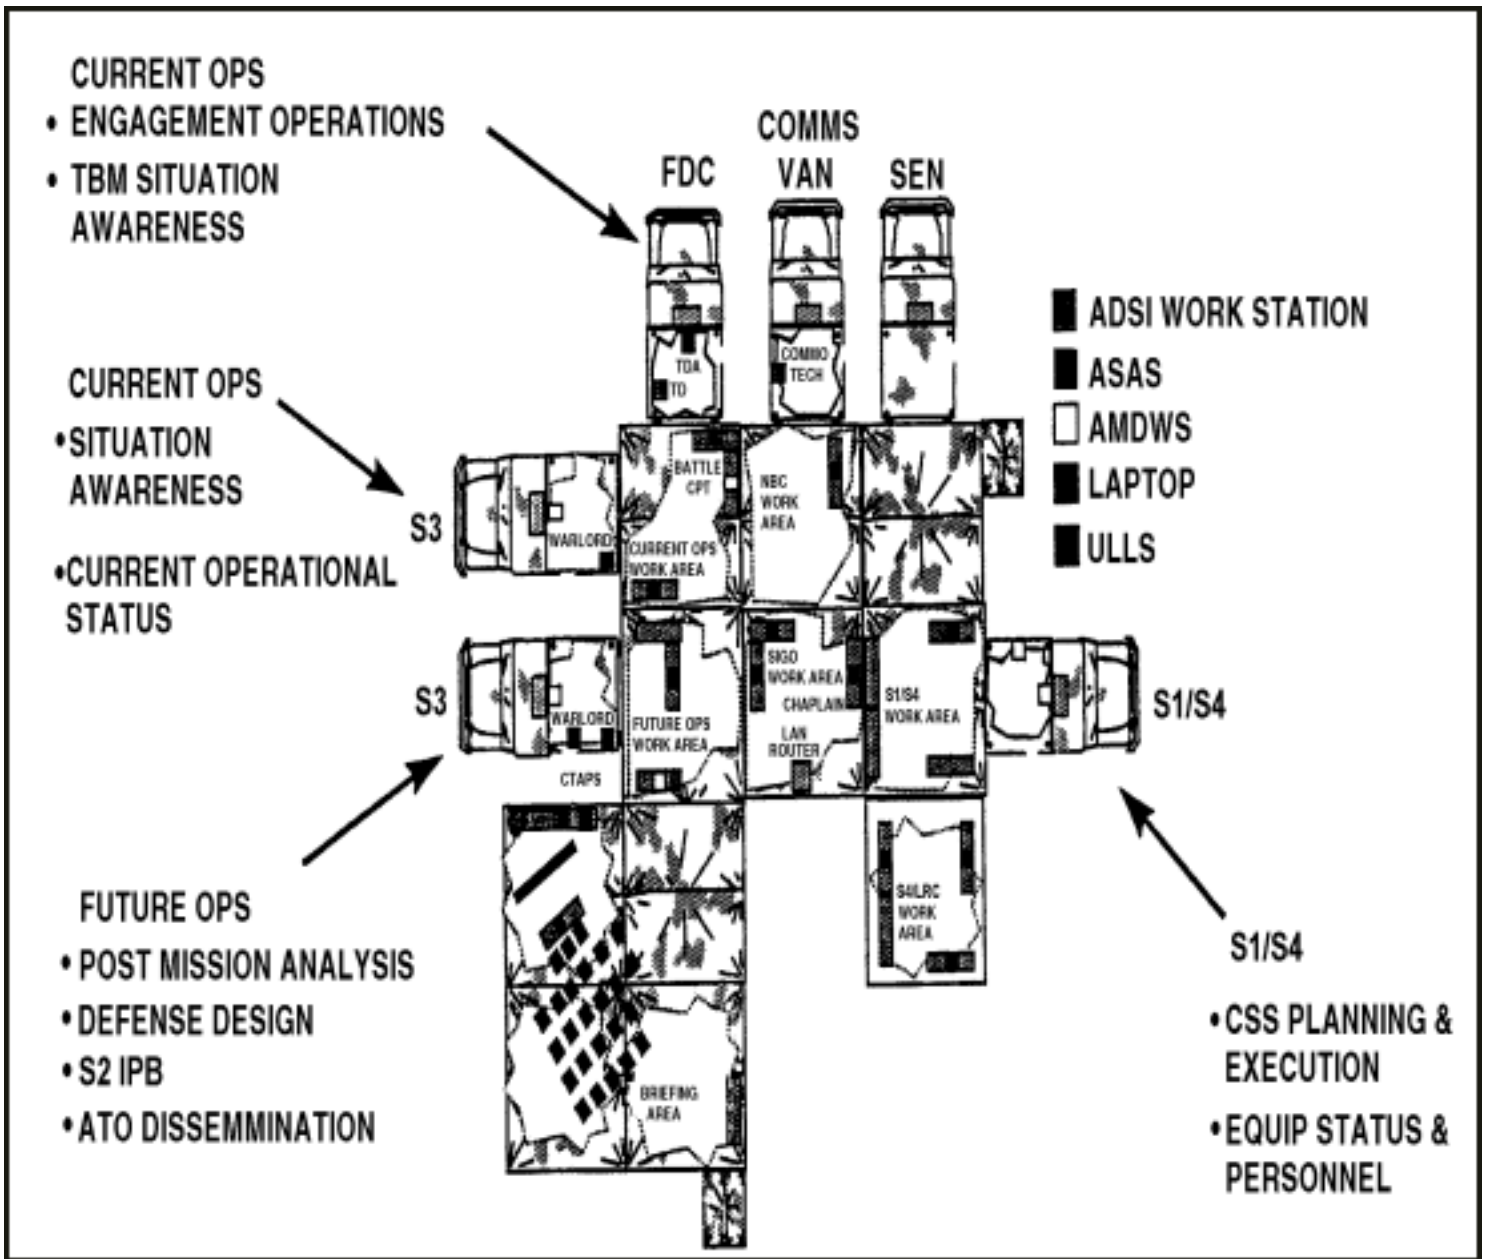 CURRENT OPS
• ENGAGEMENT OPERATIONS
• TBM SITUATION
AWARENESS
FDC
COMMS
VAN
SEN
TDA
TD
COMMO
TECH
ADSI WORK STATION
ASAS
AMDWS
LAPTOP
ULLS
CURRENT OPS
•SITUATION
AWARENESS
•CURRENT OPERATIONAL
STATUS
S3
WARLORD
BATTLE
CPT
CURRENT OPS
WORK AREA
NBC
WORK
AREA
S3
WARLORD
CTAPS
FUTURE OPS
WORK AREA
SIGO
WORK AREA
CHAPLAIN
LAN
ROUTER
S1/S4
WORK AREA
S1/S4
S4/LRC
WORK
AREA
BRIEFING
AREA
FUTURE OPS
• POST MISSION ANALYSIS
• DEFENSE DESIGN
• S2 IPB
• ATO DISSEMMINATION
S1/S4
• CSS PLANNING &
EXECUTION
• EQUIP STATUS &
PERSONNEL